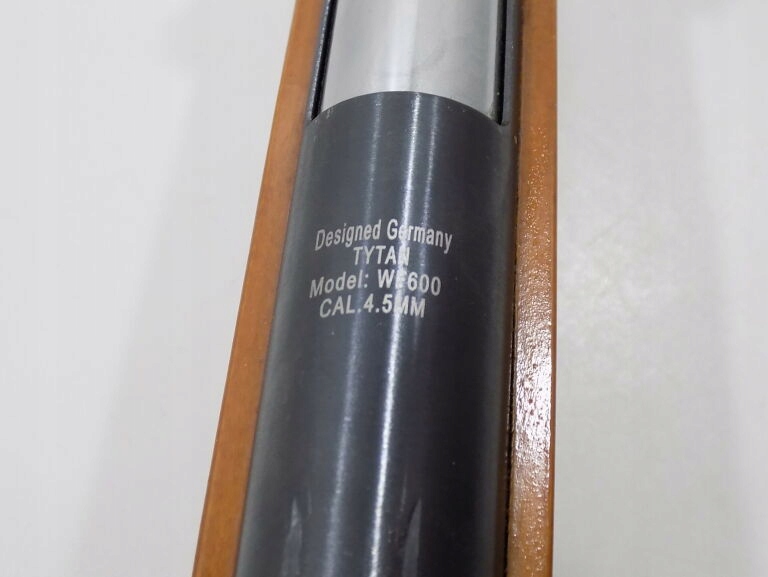 Designed Germany
TYTAN
Model: WF600
CAL.4.5MM